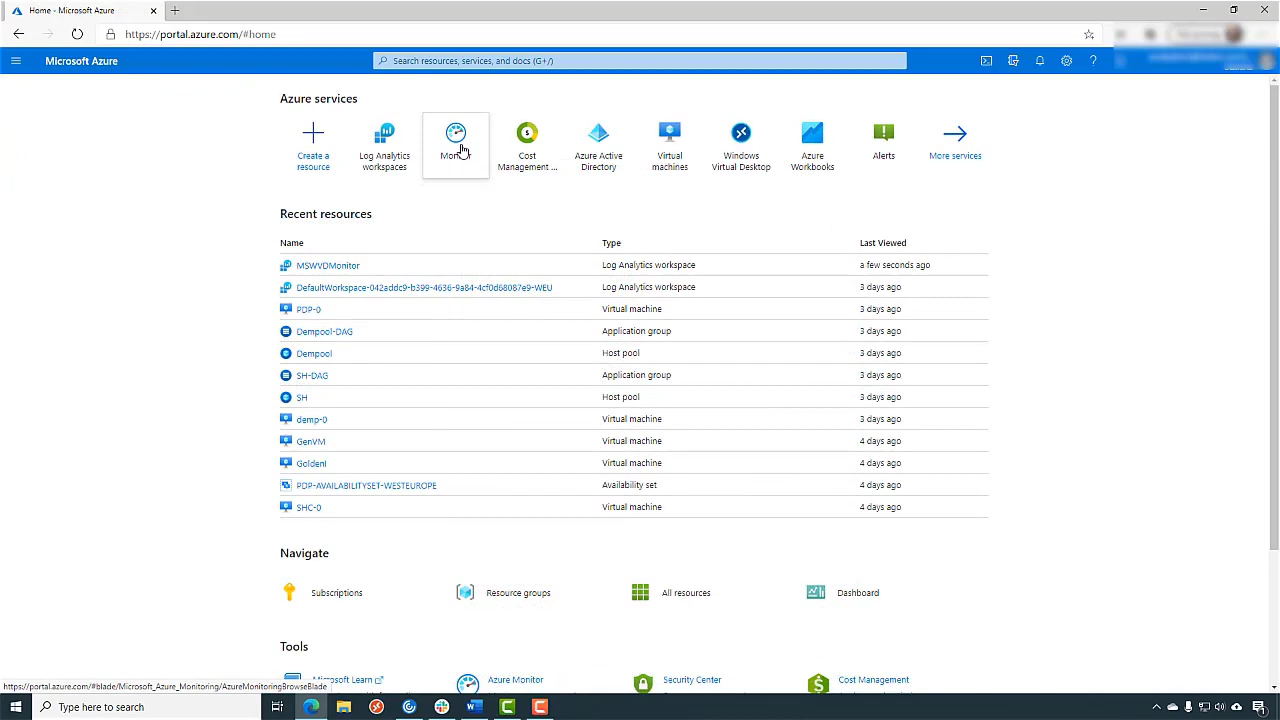 Home - Microsoft Azure
https://portal.azure.com/#home
Microsoft Azure
Search resources, services, and docs (G+/)
Azure services
Create a resource
Log Analytics workspaces
Cost Management ...
Azure Active Directory
Virtual machines
Windows Virtual Desktop
Azure Workbooks
Alerts
More services
Recent resources
Name Type Last Viewed
MSWVDMonitor Log Analytics workspace a few seconds ago
DefaultWorkspace-042addc9-b399-4636-9a84-4cf0d68087e9-WEU Log Analytics workspace 3 days ago
PDP-0 Virtual machine 3 days ago
Dempool-DAG Application group 3 days ago
Dempool Host pool 3 days ago
SH-DAG Application group 3 days ago
SH Host pool 3 days ago
demp-0 Virtual machine 3 days ago
GenVM Virtual machine 4 days ago
GoldenI Virtual machine 4 days ago
PDP-AVAILABILITYSET-WESTEUROPE Availability set 4 days ago
SHC-0 Virtual machine 4 days ago
Navigate
Subscriptions Resource groups All resources Dashboard
Tools
Microsoft Learn Azure Monitor Security Center Cost Management
https://portal.azure.com/#blade/Microsoft_Azure_Monitoring/AzureMonitoringBrowseBlade
Type here to search